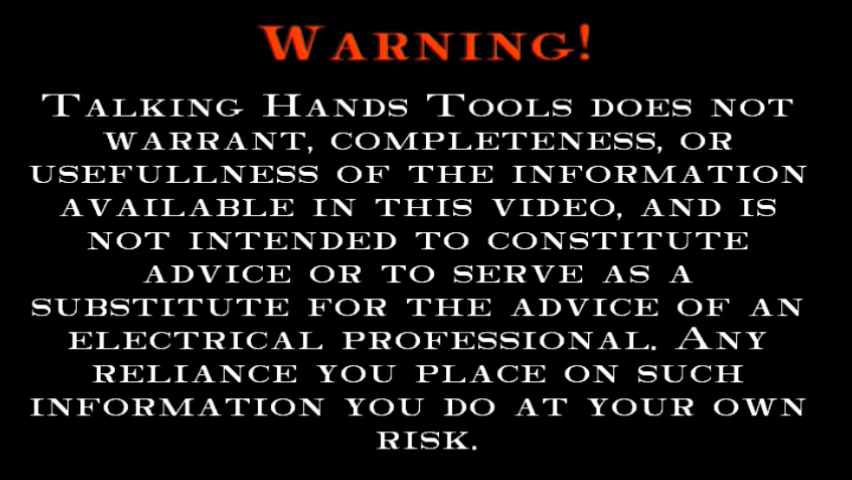 Warning!
Talking Hands Tools does not
warrant, completeness, or
usefullness of the information
available in this video, and is
not intended to constitute
advice or to serve as a
substitute for the advice of an
electrical professional. Any
reliance you place on such
information you do at your own
risk.